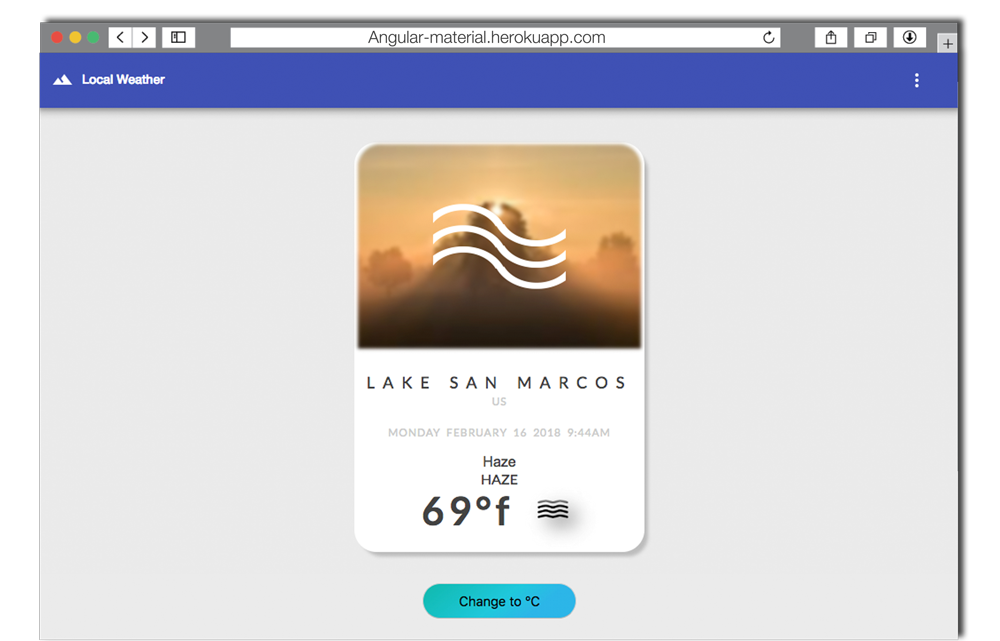 Angular-material.herokuapp.com
Local Weather
LAKE SAN MARCOS
US
MONDAY FEBRUARY 16 2018 9:44AM
Haze
HAZE
69°f
Change to °C